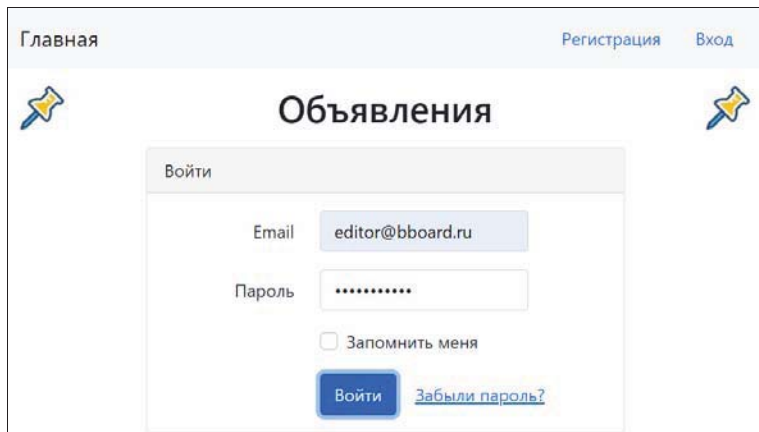 Главная Регистрация Вход
Объявления
Войти
Email editor@bboard.ru
Пароль •••••••••••
Запомнить меня
Войти Забыли пароль?